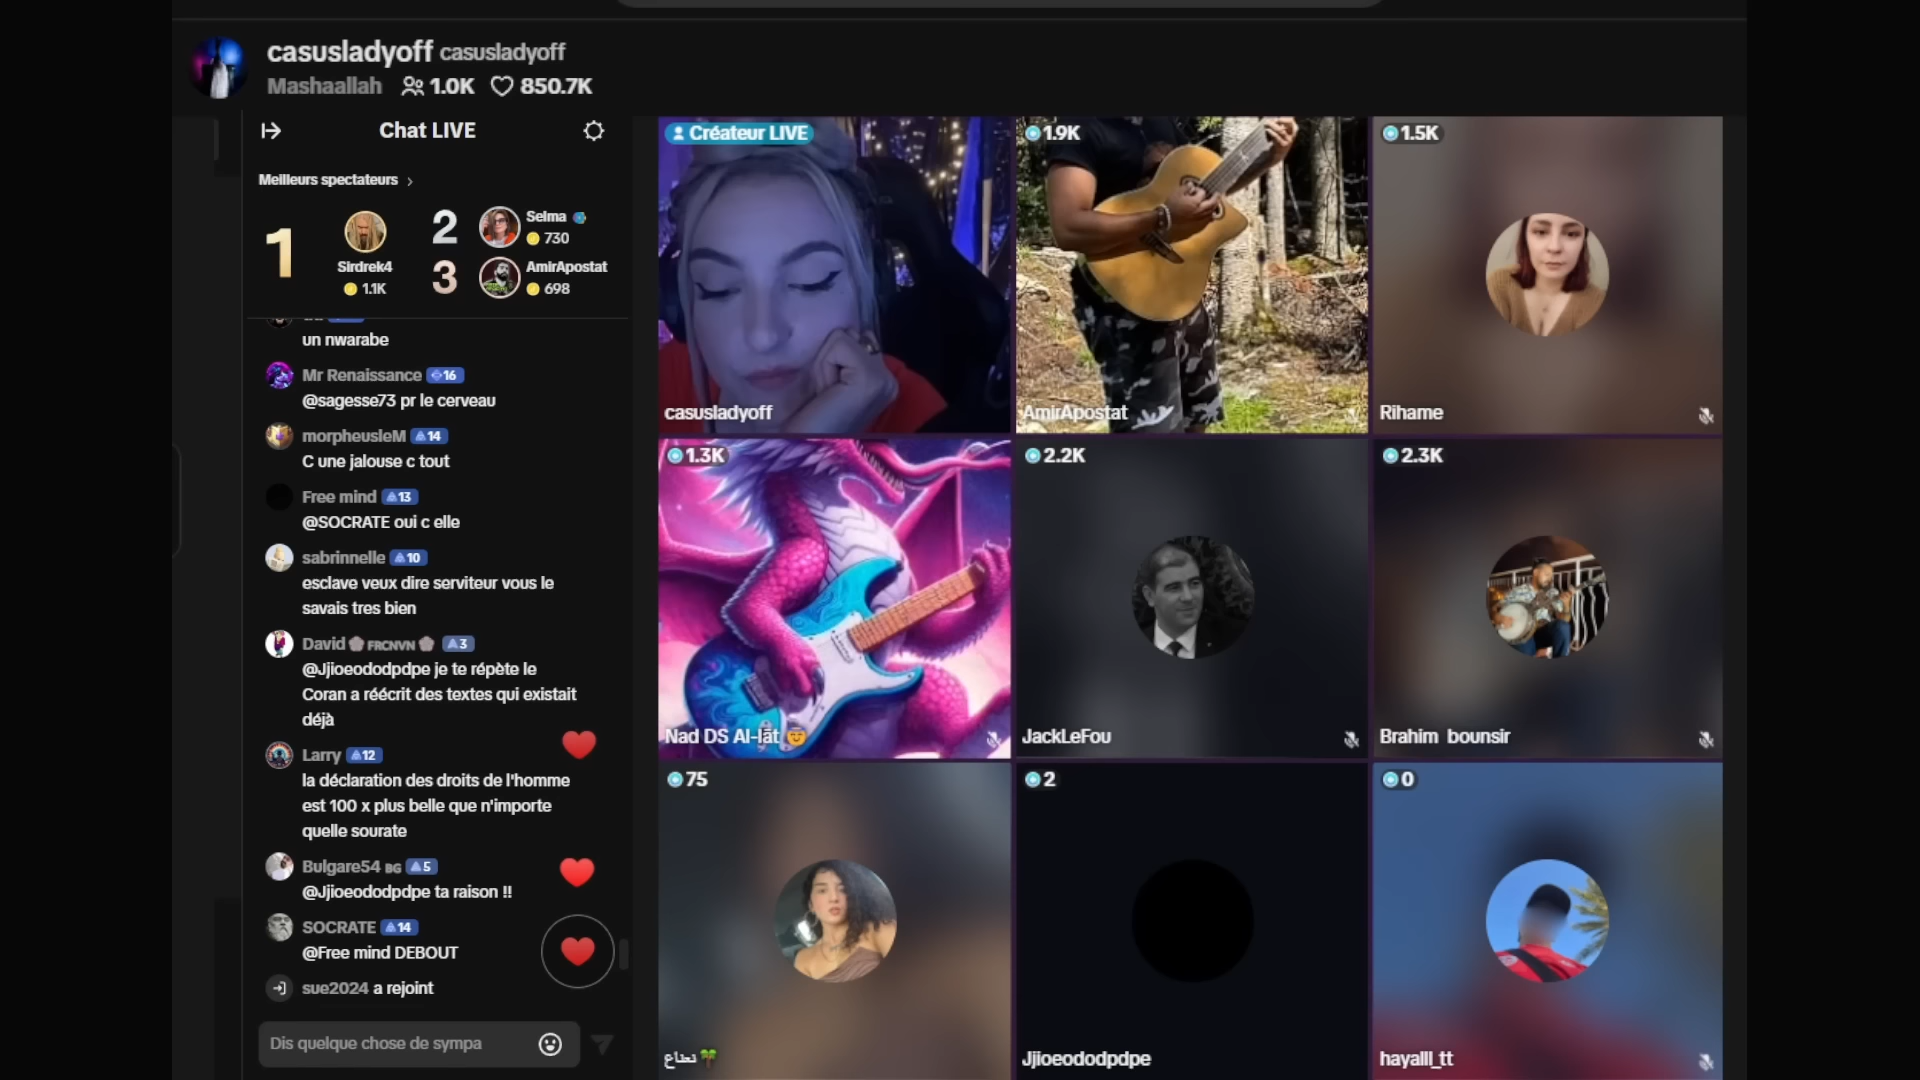 casusladyoff casusladyoff
Mashaallah 1.0K 850.7K
Chat LIVE
Meilleurs spectateurs
1
Sirdrek4
1.1K
2
Selma
730
3
AmirApostat
698
un nwarabe
Mr Renaissance 16
@sagesse73 pr le cerveau
morpheusleM 14
C une jalouse c tout
Free mind 13
@SOCRATE oui c elle
sabrinnelle 10
esclave veux dire serviteur vous le
savais tres bien
David FRCNVN 3
@Jjioeododpdpe je te répète le
Coran a réécrit des textes qui existait
déjà
Larry 12
la déclaration des droits de l'homme
est 100 x plus belle que n'importe
quelle sourate
Bulgare54 BG 5
@Jjioeododpdpe ta raison !!
SOCRATE 14
@Free mind DEBOUT
sue2024 a rejoint
Dis quelque chose de sympa
Créateur LIVE
casusladyoff
1.9K
AmirApostat
1.5K
Rihame
1.3K
Nad DS Al-lāt
2.2K
JackLeFou
2.3K
Brahim bounsir
75
نعناع
2
Jjioeododpdpe
0
hayalll_tt